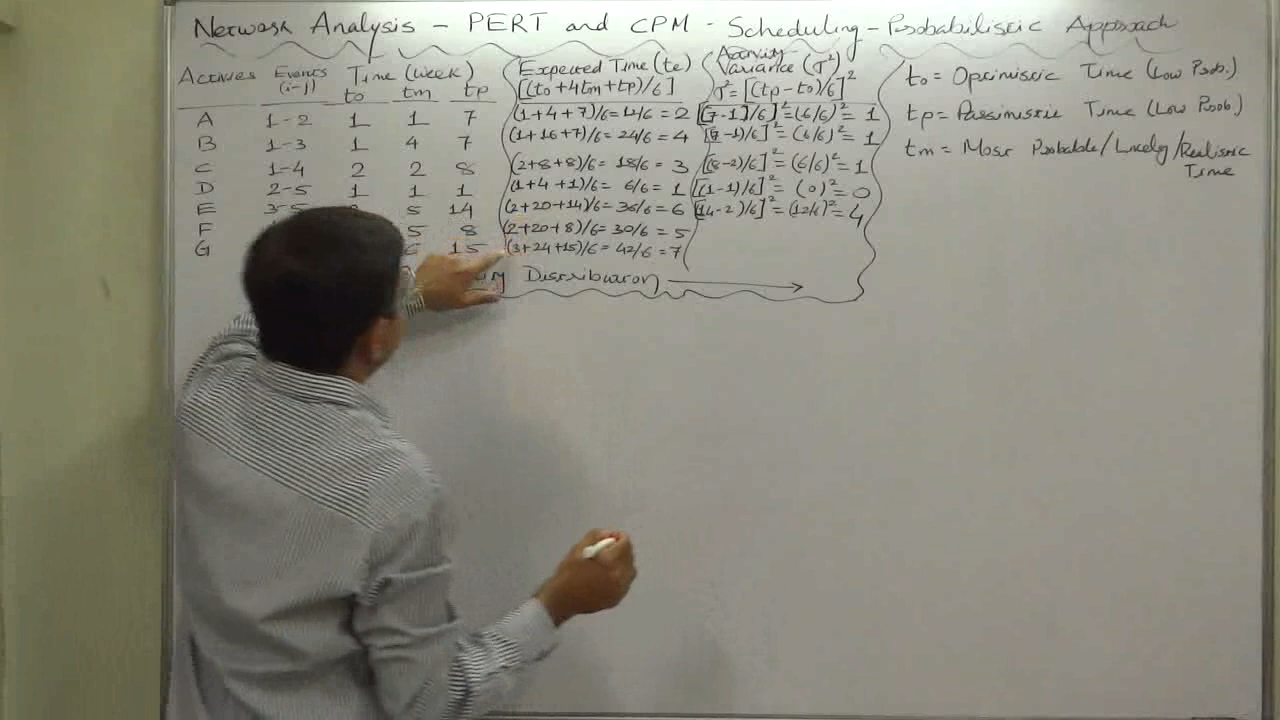 Network Analysis - PERT and CPM - Scheduling - Probabilistic Approach
Activies Events (i-j) Time (week) Expected Time (te) Activity Variance (σ²)
to tm tp [(to+4tm+tp)/6] σ²=[(tp-to)/6]²
A 1-2 1 1 7 (1+4+7)/6=12/6=2 [(7-1)/6]²=(6/6)²=1
B 1-3 1 4 7 (1+16+7)/6=24/6=4 [(7-1)/6]²=(6/6)²=1
C 1-4 2 2 8 (2+8+8)/6=18/6=3 [(8-2)/6]²=(6/6)²=1
D 2-5 1 1 1 (1+4+1)/6=6/6=1 [(1-1)/6]²=(0)²=0
E 3-5 5 14 (2+20+14)/6=36/6=6 [14-2)/6]²=(12/6)²=4
F 5 8 (2+20+8)/6=30/6=5
G 6 15 (3+24+15)/6=42/6=7
Distribution
to = Optimistic Time (Low Prob.)
tp = Pessimistic Time (Low Prob.)
tm = Most Probable/Likely/Realistic
Time